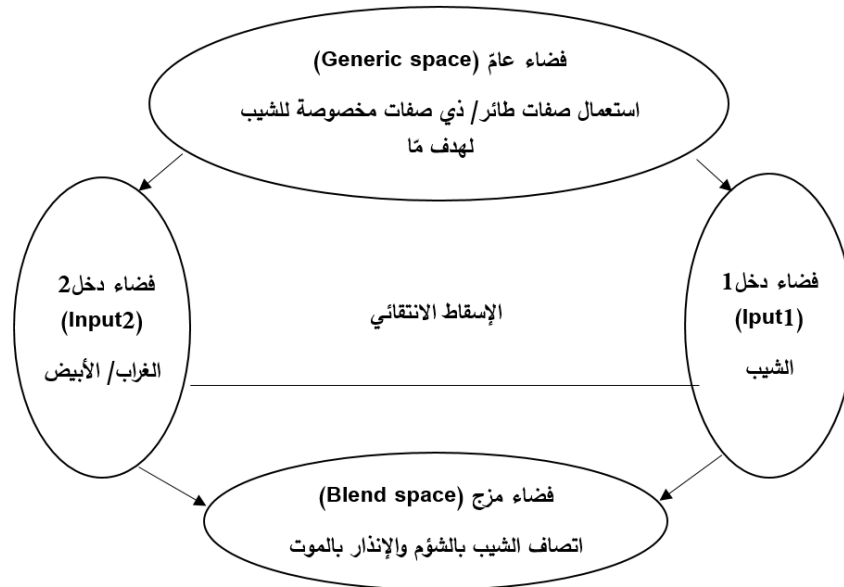 فضاء عامّ (Generic space)
استعمال صفات طائر/ ذي صفات مخصوصة للشيب
لهدف مّا
فضاء دخل1
(Iput1)
الشيب
الإسقاط الانتقائي
فضاء دخل2
(Input2)
الغراب/ الأبيض
فضاء مزج (Blend space)
اتصاف الشيب بالشؤم والإنذار بالموت